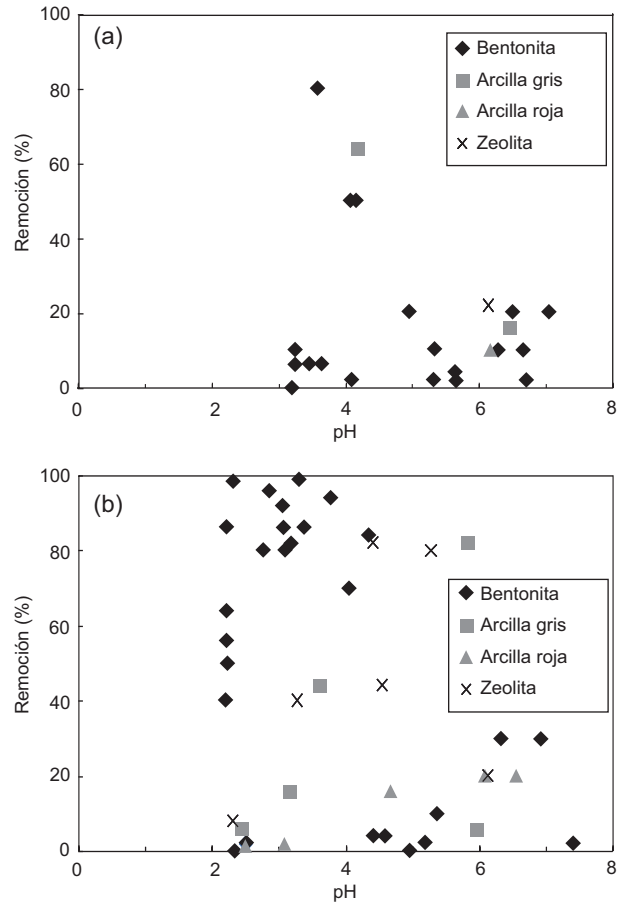 (a)
Remoción (%)
100
80
60
40
20
0
0
2
4
6
8
pH
Bentonita
Arcilla gris
Arcilla roja
Zeolita
(b)
Remoción (%)
100
80
60
40
20
0
0
2
4
6
8
pH
Bentonita
Arcilla gris
Arcilla roja
Zeolita